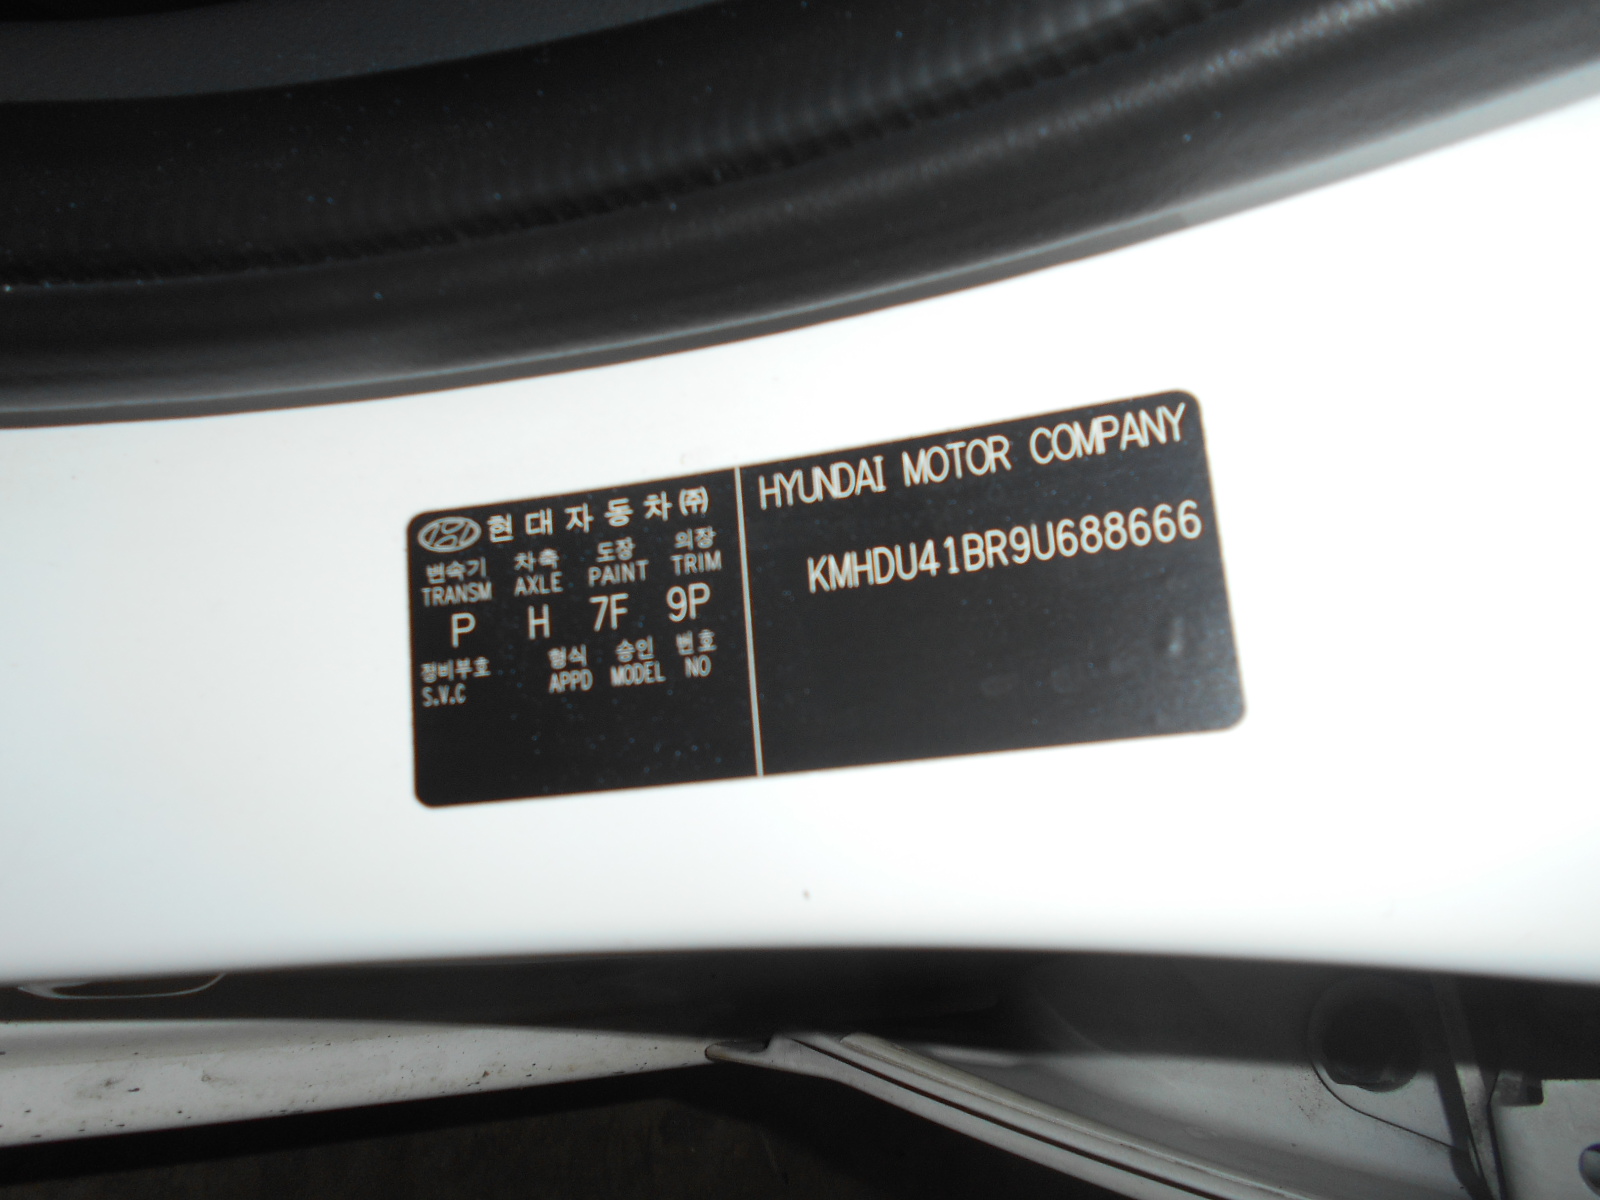 현대자동차㈜
변속기 차축 도장 의장
TRANSM AXLE PAINT TRIM
P H 7F 9P
정비부호 형식 승인 번호
S.V.C APPD MODEL NO
HYUNDAI MOTOR COMPANY
KMHDU41BR9U688666